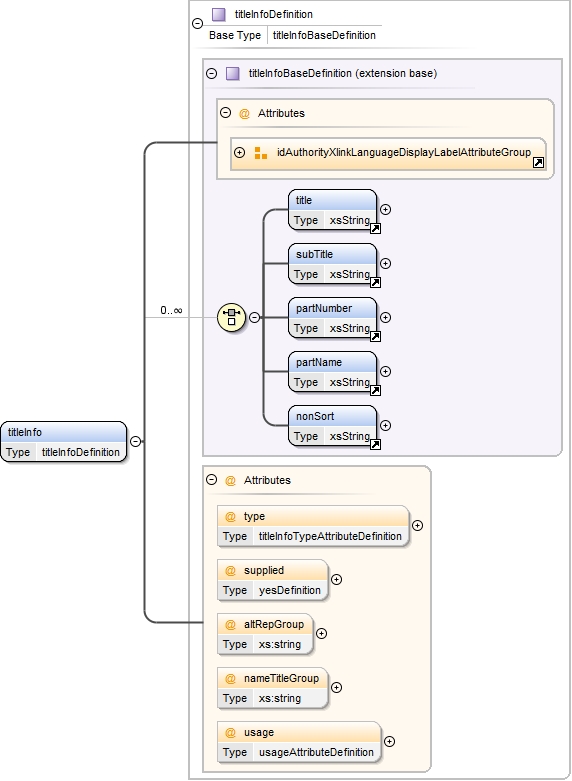 titleInfoDefinition
Base Type titleInfoBaseDefinition
titleInfoBaseDefinition (extension base)
@ Attributes
idAuthorityXlinkLanguageDisplayLabelAttributeGroup
title
Type xsString
subTitle
Type xsString
0..∞
partNumber
Type xsString
partName
Type xsString
nonSort
Type xsString
titleInfo
Type titleInfoDefinition
@ Attributes
@ type
Type titleInfoTypeAttributeDefinition
@ supplied
Type yesDefinition
@ altRepGroup
Type xs:string
@ nameTitleGroup
Type xs:string
@ usage
Type usageAttributeDefinition